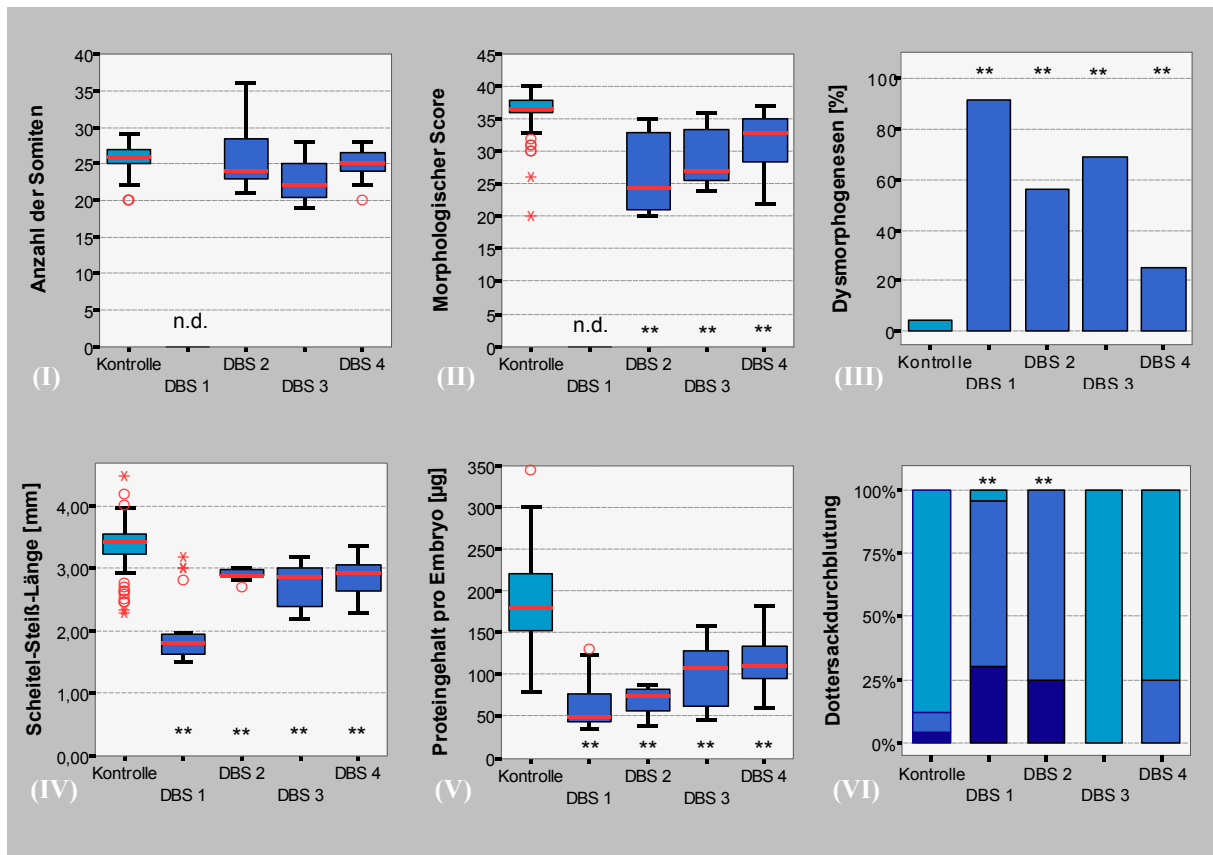 Anzahl der Somiten
40
35
30
25
20
15
10
5
0
n.d.
Kontrolle
DBS 2
DBS 4
DBS 1
DBS 3
(I)
Morphologischer Score
45
40
35
30
25
20
15
10
5
0
n.d.
**
**
**
Kontrolle
DBS 2
DBS 4
DBS 1
DBS 3
(II)
Dysmorphogenesen [%]
100
80
60
40
20
0
**
**
**
**
Kontrolle
DBS 2
DBS 4
DBS 1
DBS 3
(III)
Scheitel-Steiß-Länge [mm]
4,00
3,00
2,00
1,00
0,00
**
**
**
**
Kontrolle
DBS 2
DBS 4
DBS 1
DBS 3
(IV)
Proteingehalt pro Embryo [µg]
350
300
250
200
150
100
50
0
**
**
**
**
Kontrolle
DBS 2
DBS 4
DBS 1
DBS 3
(V)
Dottersackdurchblutung
100%
75%
50%
25%
0%
**
**
Kontrolle
DBS 2
DBS 4
DBS 1
DBS 3
(VI)